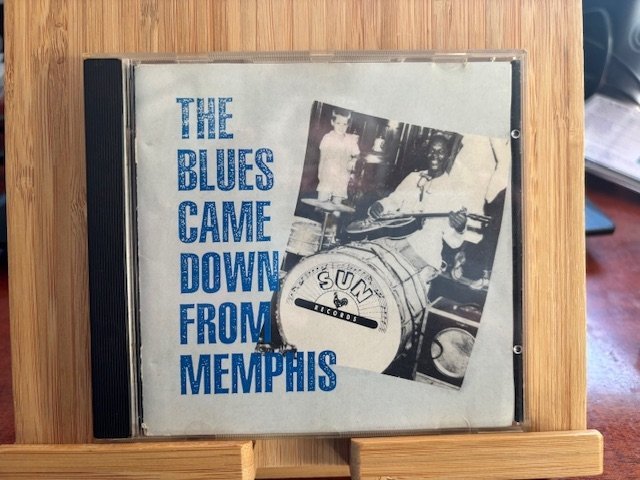 THE
BLUES
CAME
DOWN
FROM
MEMPHIS
SUN
RECORDS